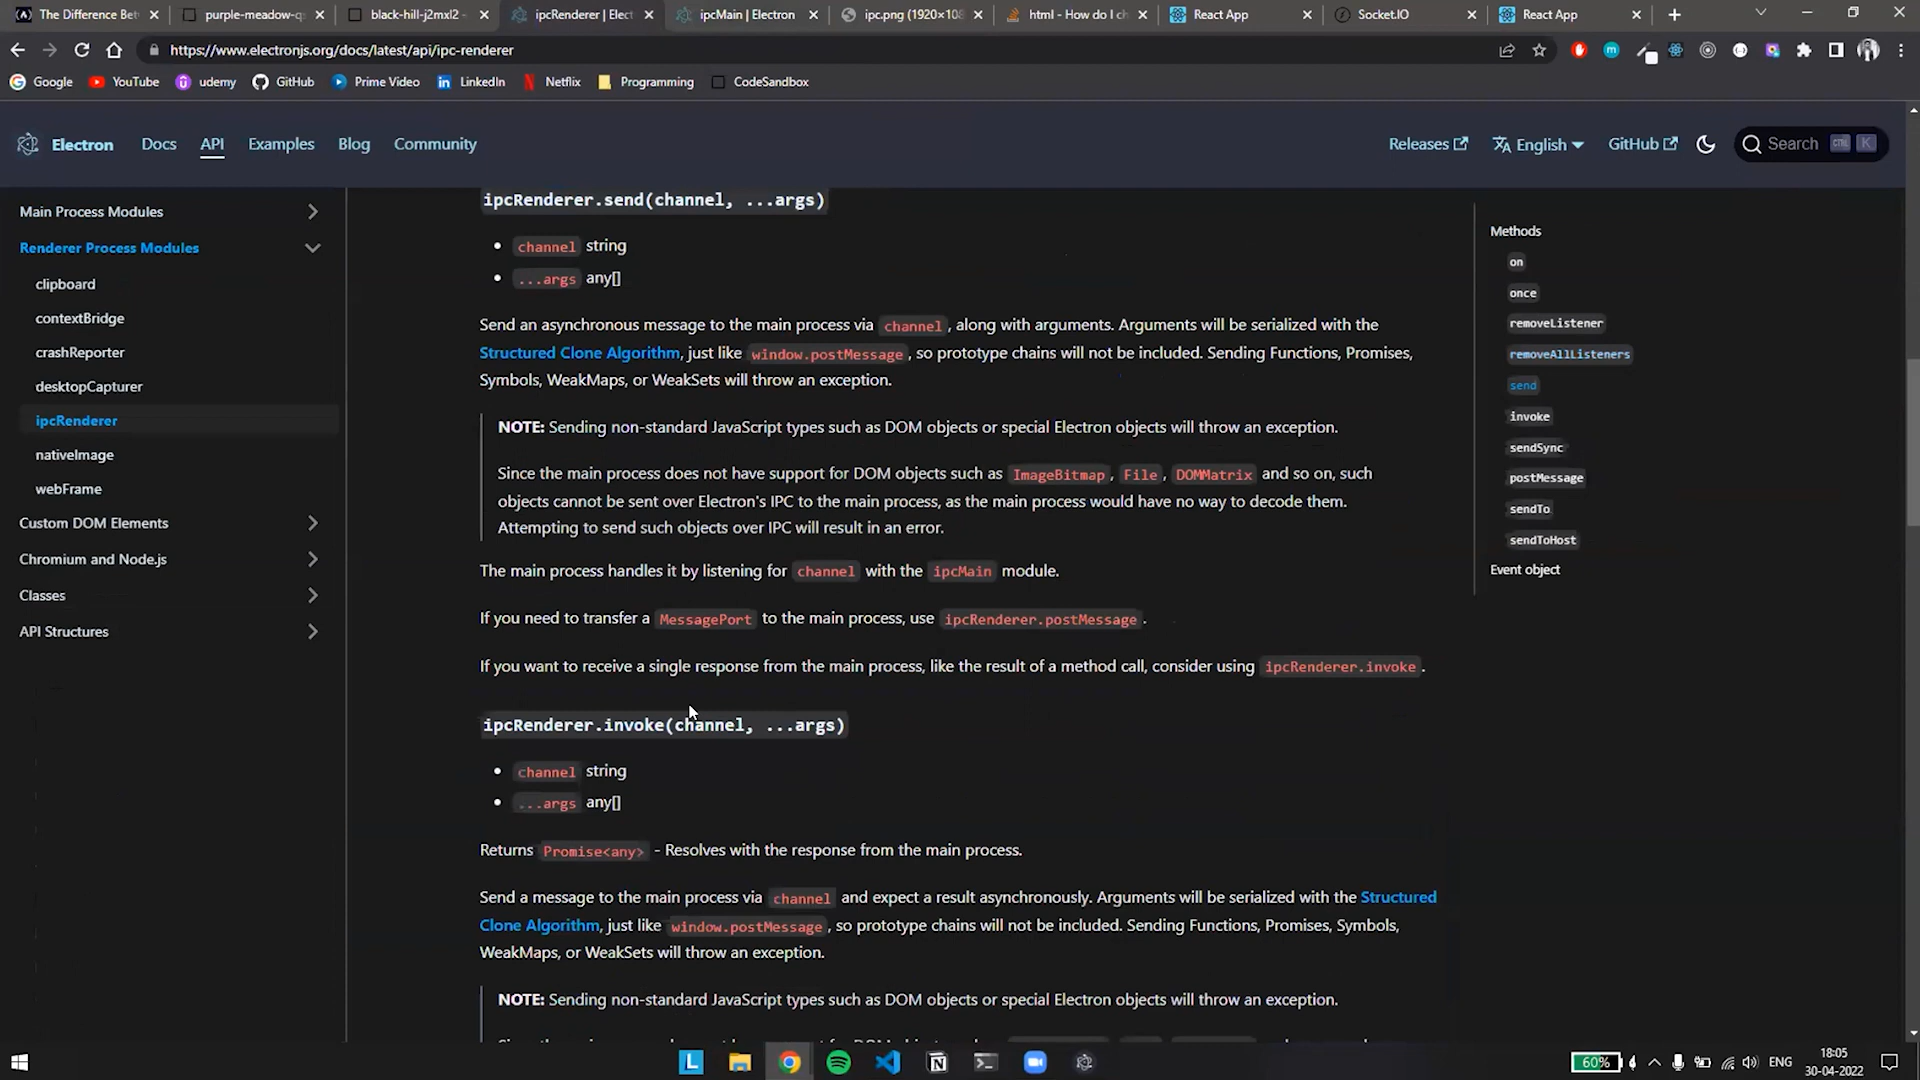 The Difference Bet
purple-meadow-q
black-hill-j2mxl2 -
ipcRenderer | Elect
ipcMain | Electron
ipc.png (1920×108
html - How do I ch
React App
Socket.IO
React App
https://www.electronjs.org/docs/latest/api/ipc-renderer
Google YouTube udemy GitHub Prime Video LinkedIn Netflix Programming CodeSandbox
Electron Docs API Examples Blog Community Releases English GitHub Search CTRL K
Main Process Modules
Renderer Process Modules
clipboard
contextBridge
crashReporter
desktopCapturer
ipcRenderer
nativeImage
webFrame
Custom DOM Elements
Chromium and Node.js
Classes
API Structures
ipcRenderer.send(channel, ...args)
channel string
...args any[]
Send an asynchronous message to the main process via channel, along with arguments. Arguments will be serialized with the
Structured Clone Algorithm, just like window.postMessage, so prototype chains will not be included. Sending Functions, Promises,
Symbols, WeakMaps, or WeakSets will throw an exception.
NOTE: Sending non-standard JavaScript types such as DOM objects or special Electron objects will throw an exception.
Since the main process does not have support for DOM objects such as ImageBitmap, File, DOMMatrix and so on, such
objects cannot be sent over Electron's IPC to the main process, as the main process would have no way to decode them.
Attempting to send such objects over IPC will result in an error.
The main process handles it by listening for channel with the ipcMain module.
If you need to transfer a MessagePort to the main process, use ipcRenderer.postMessage.
If you want to receive a single response from the main process, like the result of a method call, consider using ipcRenderer.invoke.
ipcRenderer.invoke(channel, ...args)
channel string
...args any[]
Returns Promise<any> - Resolves with the response from the main process.
Send a message to the main process via channel and expect a result asynchronously. Arguments will be serialized with the Structured
Clone Algorithm, just like window.postMessage, so prototype chains will not be included. Sending Functions, Promises, Symbols,
WeakMaps, or WeakSets will throw an exception.
NOTE: Sending non-standard JavaScript types such as DOM objects or special Electron objects will throw an exception.
Methods
on
once
removeListener
removeAllListeners
send
invoke
sendSync
postMessage
sendTo
sendToHost
Event object
60%
ENG
18:05
30-04-2022